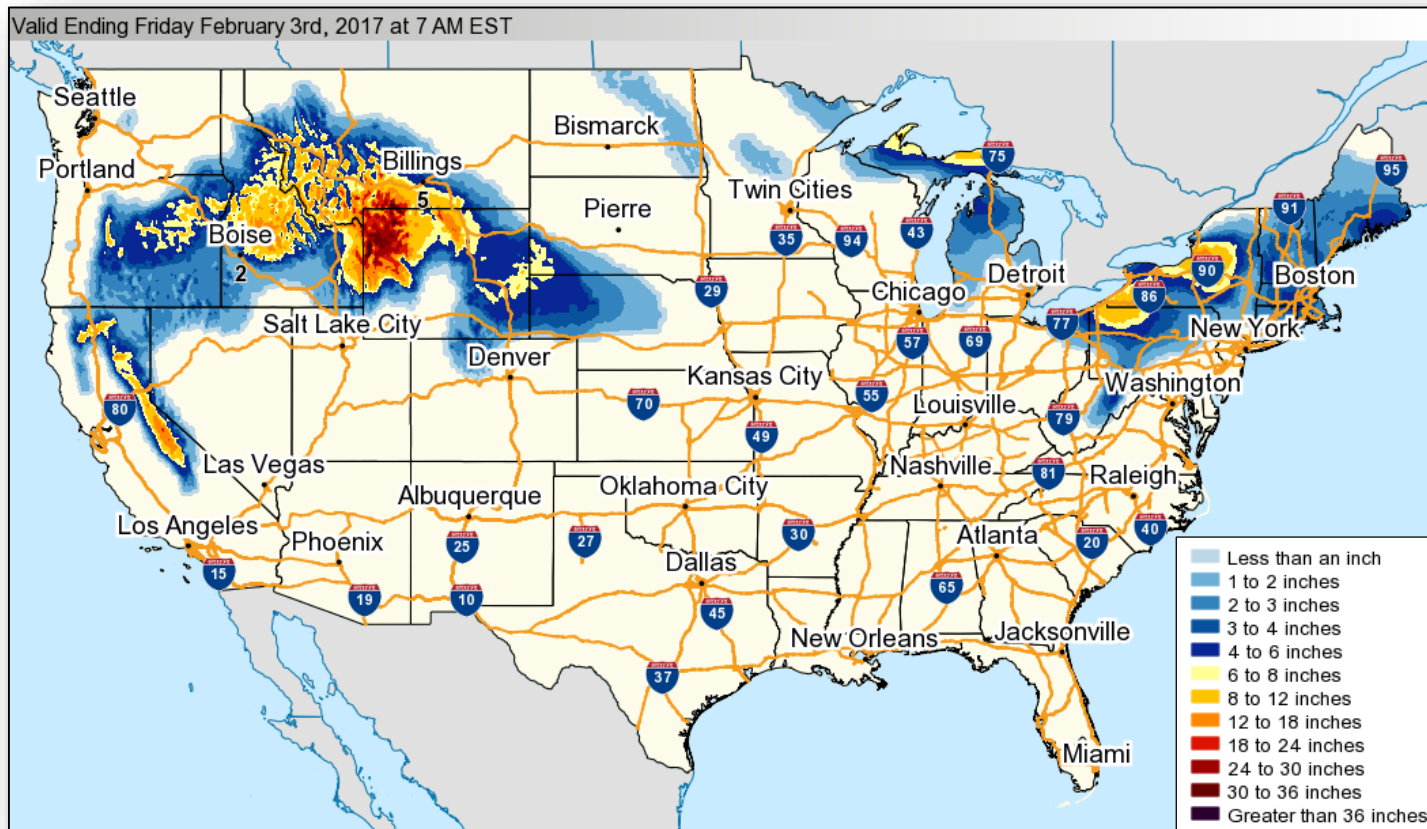 Valid Ending Friday February 3rd, 2017 at 7 AM EST
Seattle
Portland
Bismarck
Billings
5
Twin Cities
75
95
91
Pierre
Boise
2
35
94
43
90
Boston
Detroit
86
29
Chicago
77
New York
Salt Lake City
Denver
57
69
Kansas City
Washington
80
70
55
Louisville
79
49
Las Vegas
Nashville
81
Raleigh
Albuquerque
Oklahoma City
Los Angeles
Phoenix
25
27
30
Atlanta
20
40
15
Dallas
19
10
45
65
New Orleans
Jacksonville
37
Miami
Less than an inch
1 to 2 inches
2 to 3 inches
3 to 4 inches
4 to 6 inches
6 to 8 inches
8 to 12 inches
12 to 18 inches
18 to 24 inches
24 to 30 inches
30 to 36 inches
Greater than 36 inches